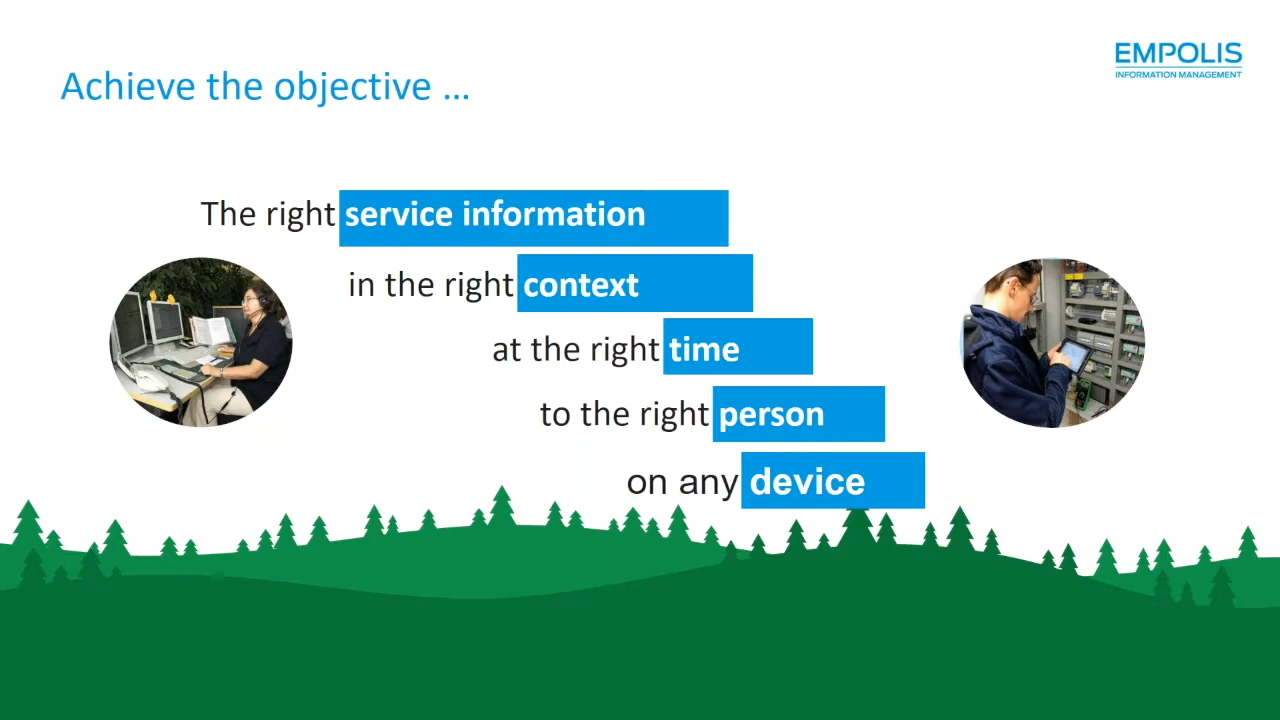 EMPOLIS
INFORMATION MANAGEMENT
Achieve the objective ...
The right service information
in the right context
at the right time
to the right person
on any device